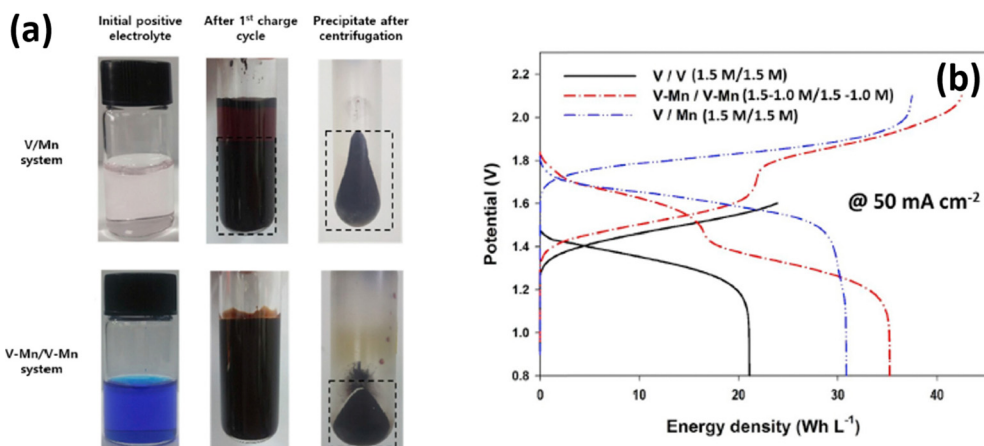 (a)
Initial positive
electrolyte
After 1st charge
cycle
Precipitate after
centrifugation
V/Mn
system
V-Mn/V-Mn
system
(b)
V / V (1.5 M/1.5 M)
V-Mn / V-Mn (1.5-1.0 M/1.5 -1.0 M)
V / Mn (1.5 M/1.5 M)
@ 50 mA cm-2
Potential (V)
2.2
2.0
1.8
1.6
1.4
1.2
1.0
0.8
0
10
20
30
40
Energy density (Wh L-1)